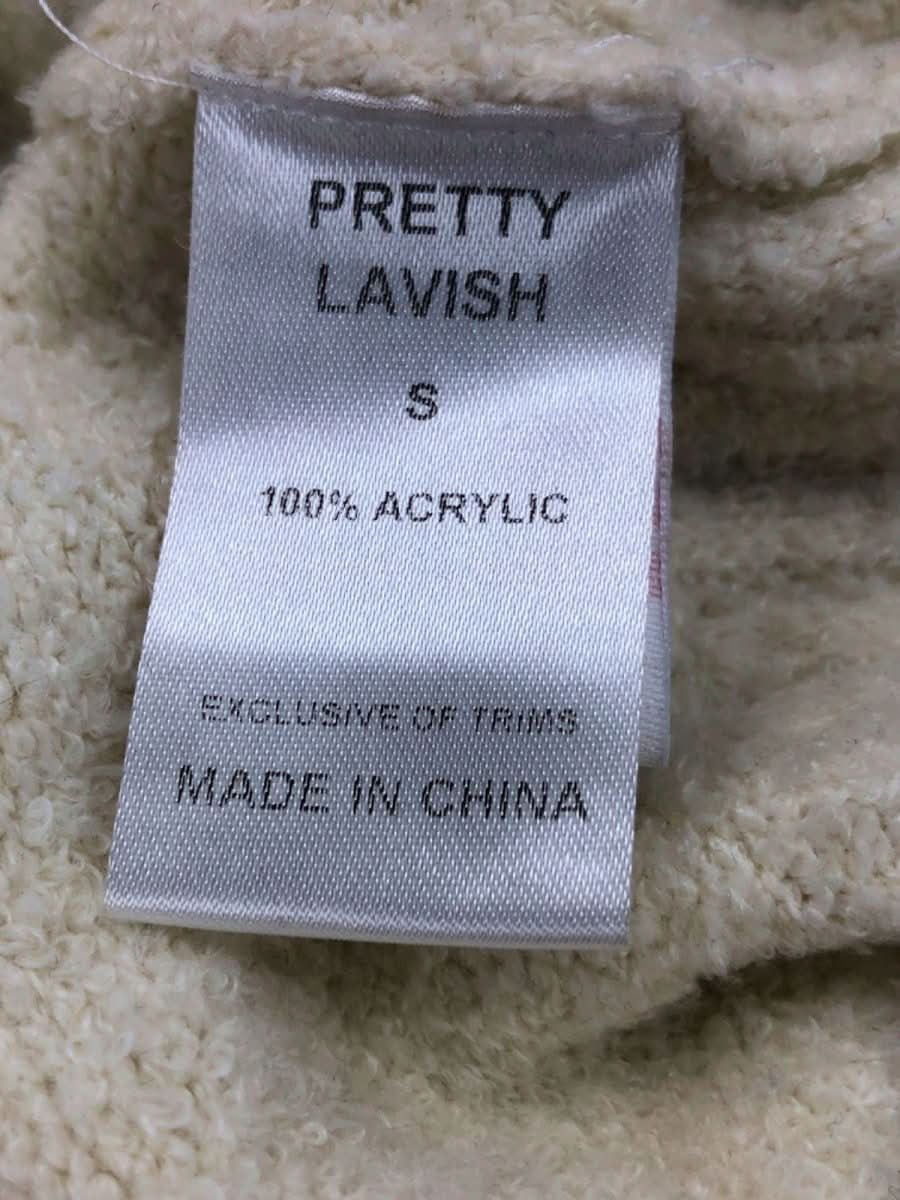 PRETTY
LAVISH
S
100% ACRYLIC
EXCLUSIVE OF TRIMS
MADE IN CHINA